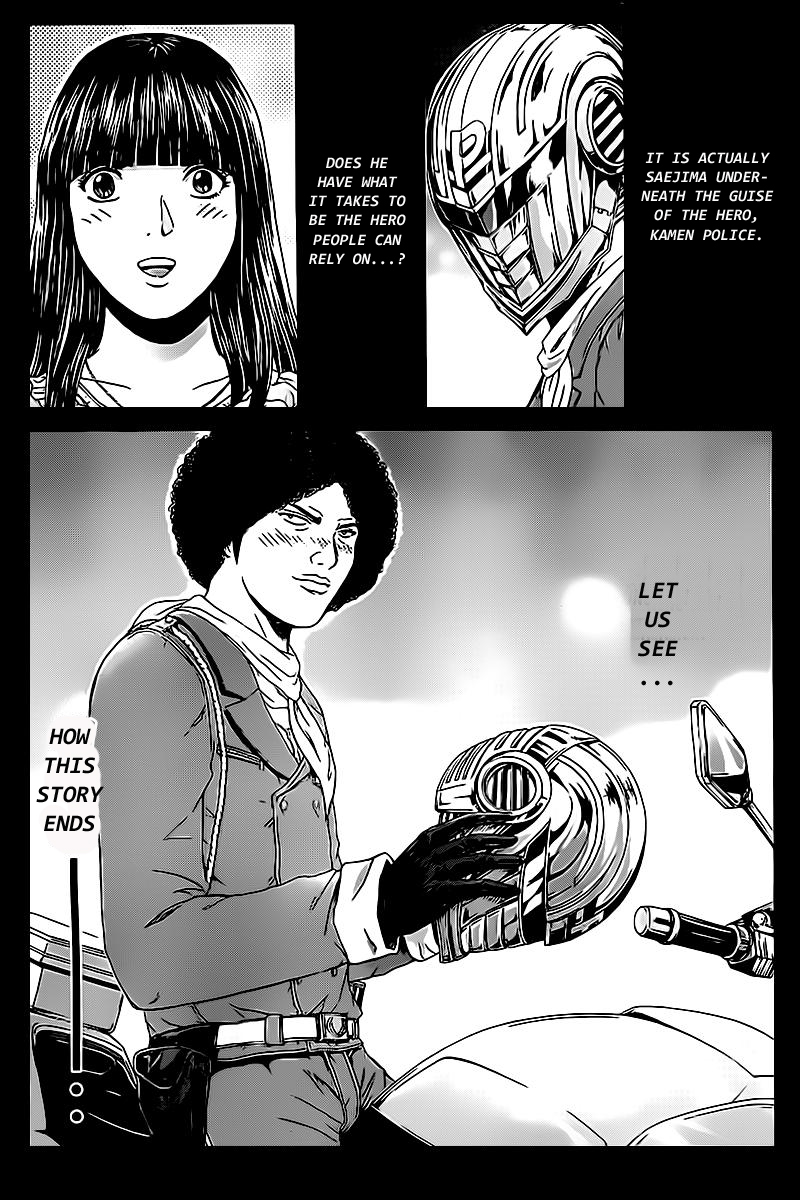 IT IS ACTUALLY
SAEJIMA UNDER-
NEATH THE GUISE
OF THE HERO,
KAMEN POLICE.
DOES HE
HAVE WHAT
IT TAKES TO
BE THE HERO
PEOPLE CAN
RELY ON...?
LET
US
SEE
...
HOW
THIS
STORY
ENDS